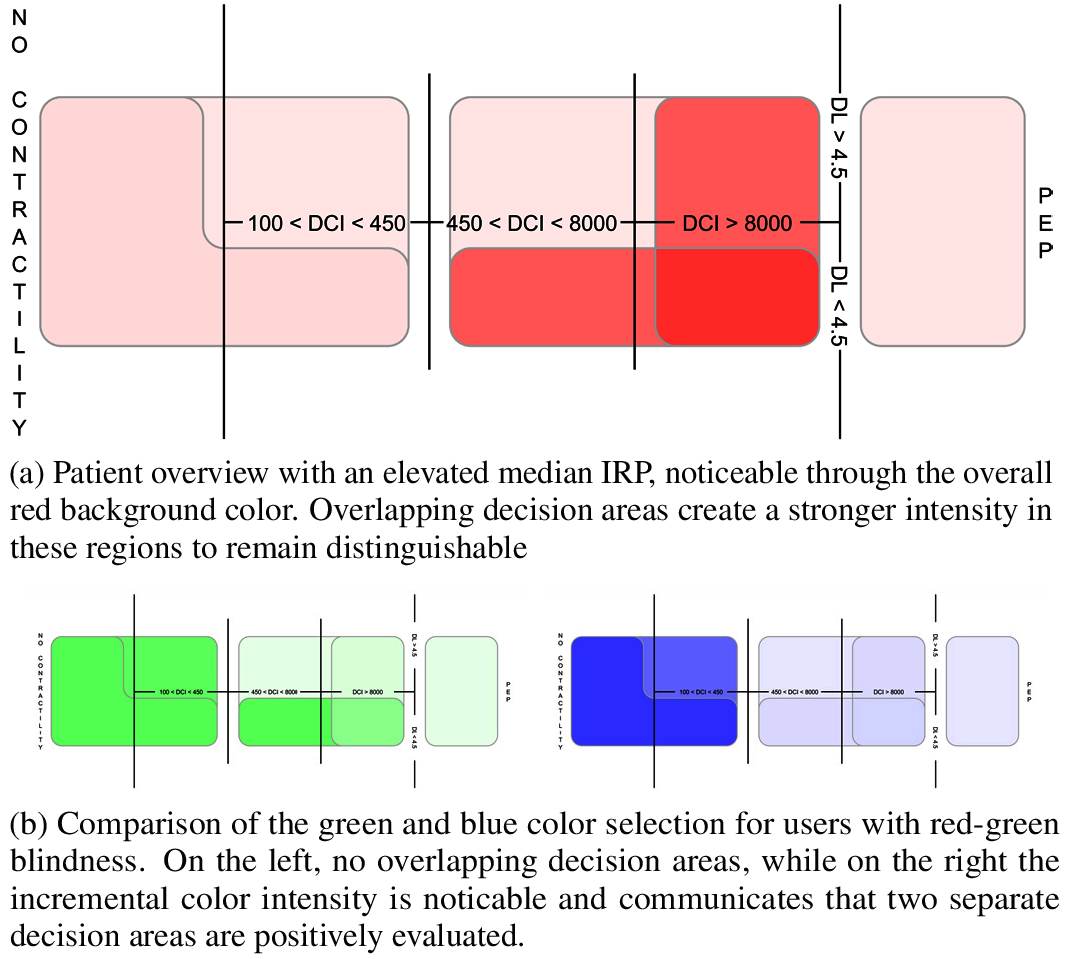 NO CONTRACTILITY
100 < DCI < 450
450 < DCI < 8000
DCI > 8000
DL > 4.5
DL < 4.5
PEP
(a) Patient overview with an elevated median IRP, noticeable through the overall
red background color. Overlapping decision areas create a stronger intensity in
these regions to remain distinguishable
NO CONTRACTILITY
100 < DCI < 450
450 < DCI < 8000
DCI > 8000
DL > 4.5
DL < 4.5
PEP
NO CONTRACTILITY
100 < DCI < 450
450 < DCI < 8000
DCI > 8000
DL > 4.5
DL < 4.5
PEP
(b) Comparison of the green and blue color selection for users with red-green
blindness. On the left, no overlapping decision areas, while on the right the
incremental color intensity is noticable and communicates that two separate
decision areas are positively evaluated.